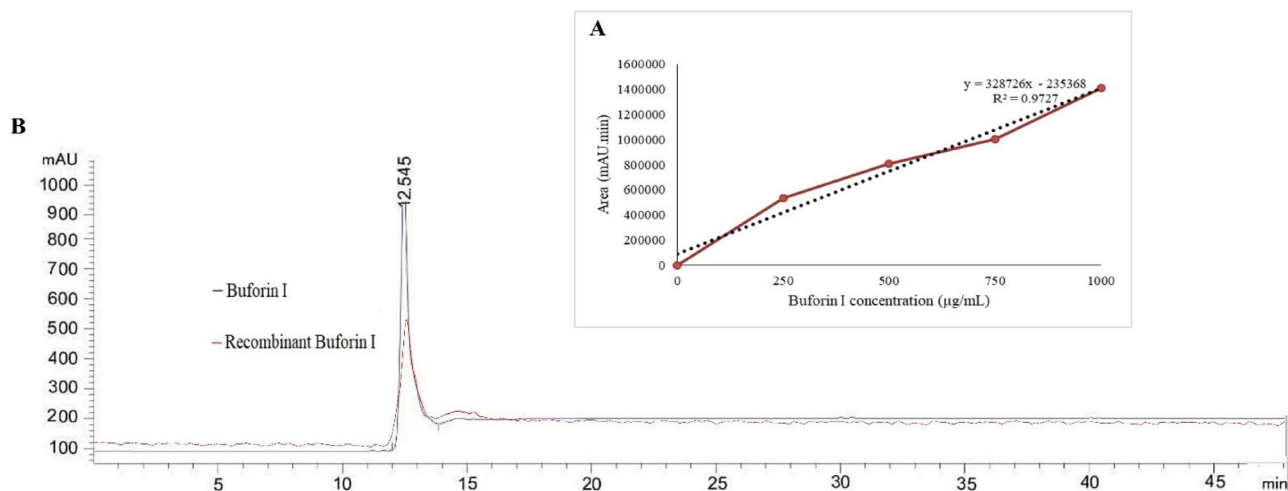 A
1600000
1400000
1200000
1000000
800000
600000
400000
200000
0
Area (mAU.min)
y = 328726x - 235368
R² = 0.9727
0 250 500 750 1000
Buforin I concentration (µg/mL)
B
mAU
1000
900
800
700
600
500
400
300
200
100
12.545
Buforin I
Recombinant Buforin I
5 10 15 20 25 30 35 40 45 min